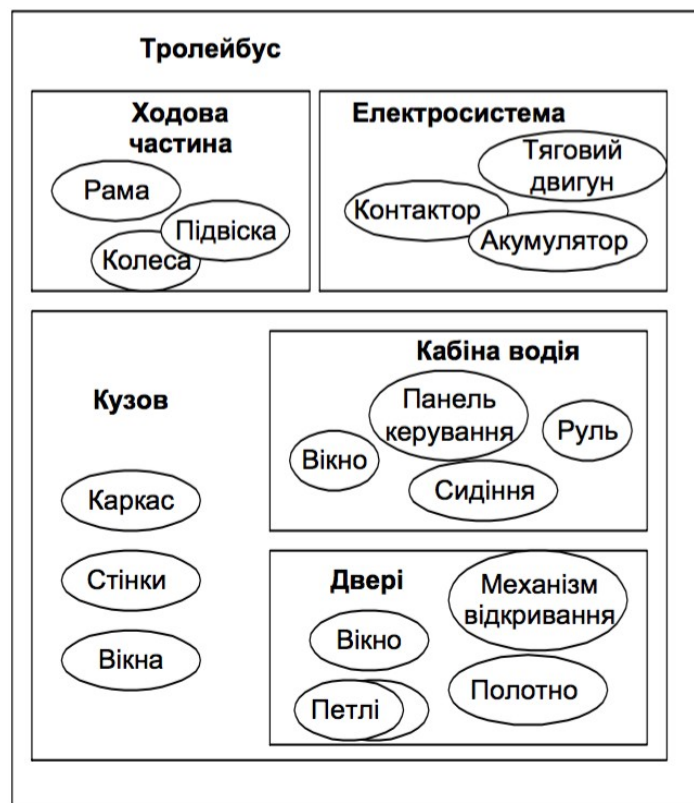 Тролейбус
Ходова
частина
Рама
Підвіска
Колеса
Електросистема
Тяговий
двигун
Контактор
Акумулятор
Кузов
Каркас
Стінки
Вікна
Кабіна водія
Панель
керування
Руль
Вікно
Сидіння
Двері
Механізм
відкривання
Вікно
Петлі
Полотно